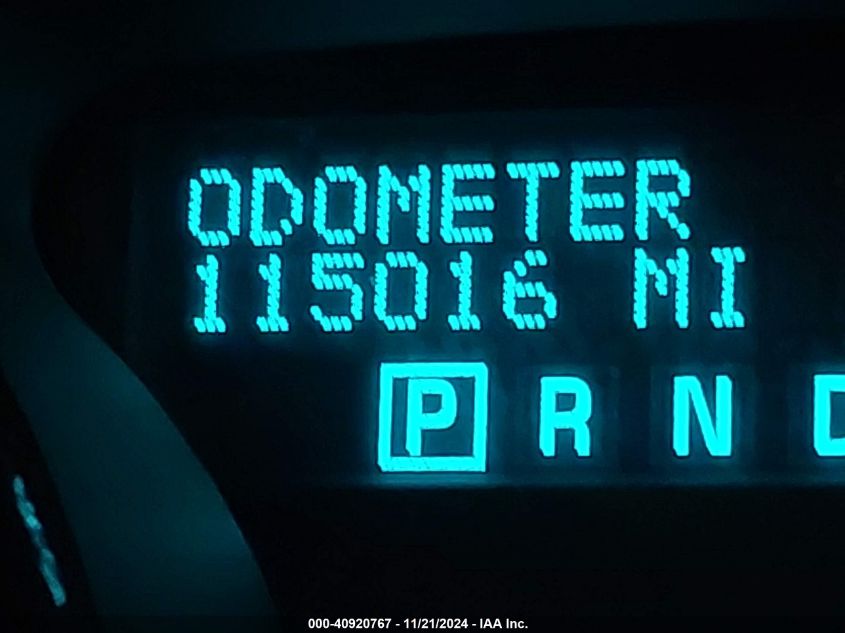 ODOMETER
115016 MI
P R N D
000-40920767 - 11/21/2024 - IAA Inc.